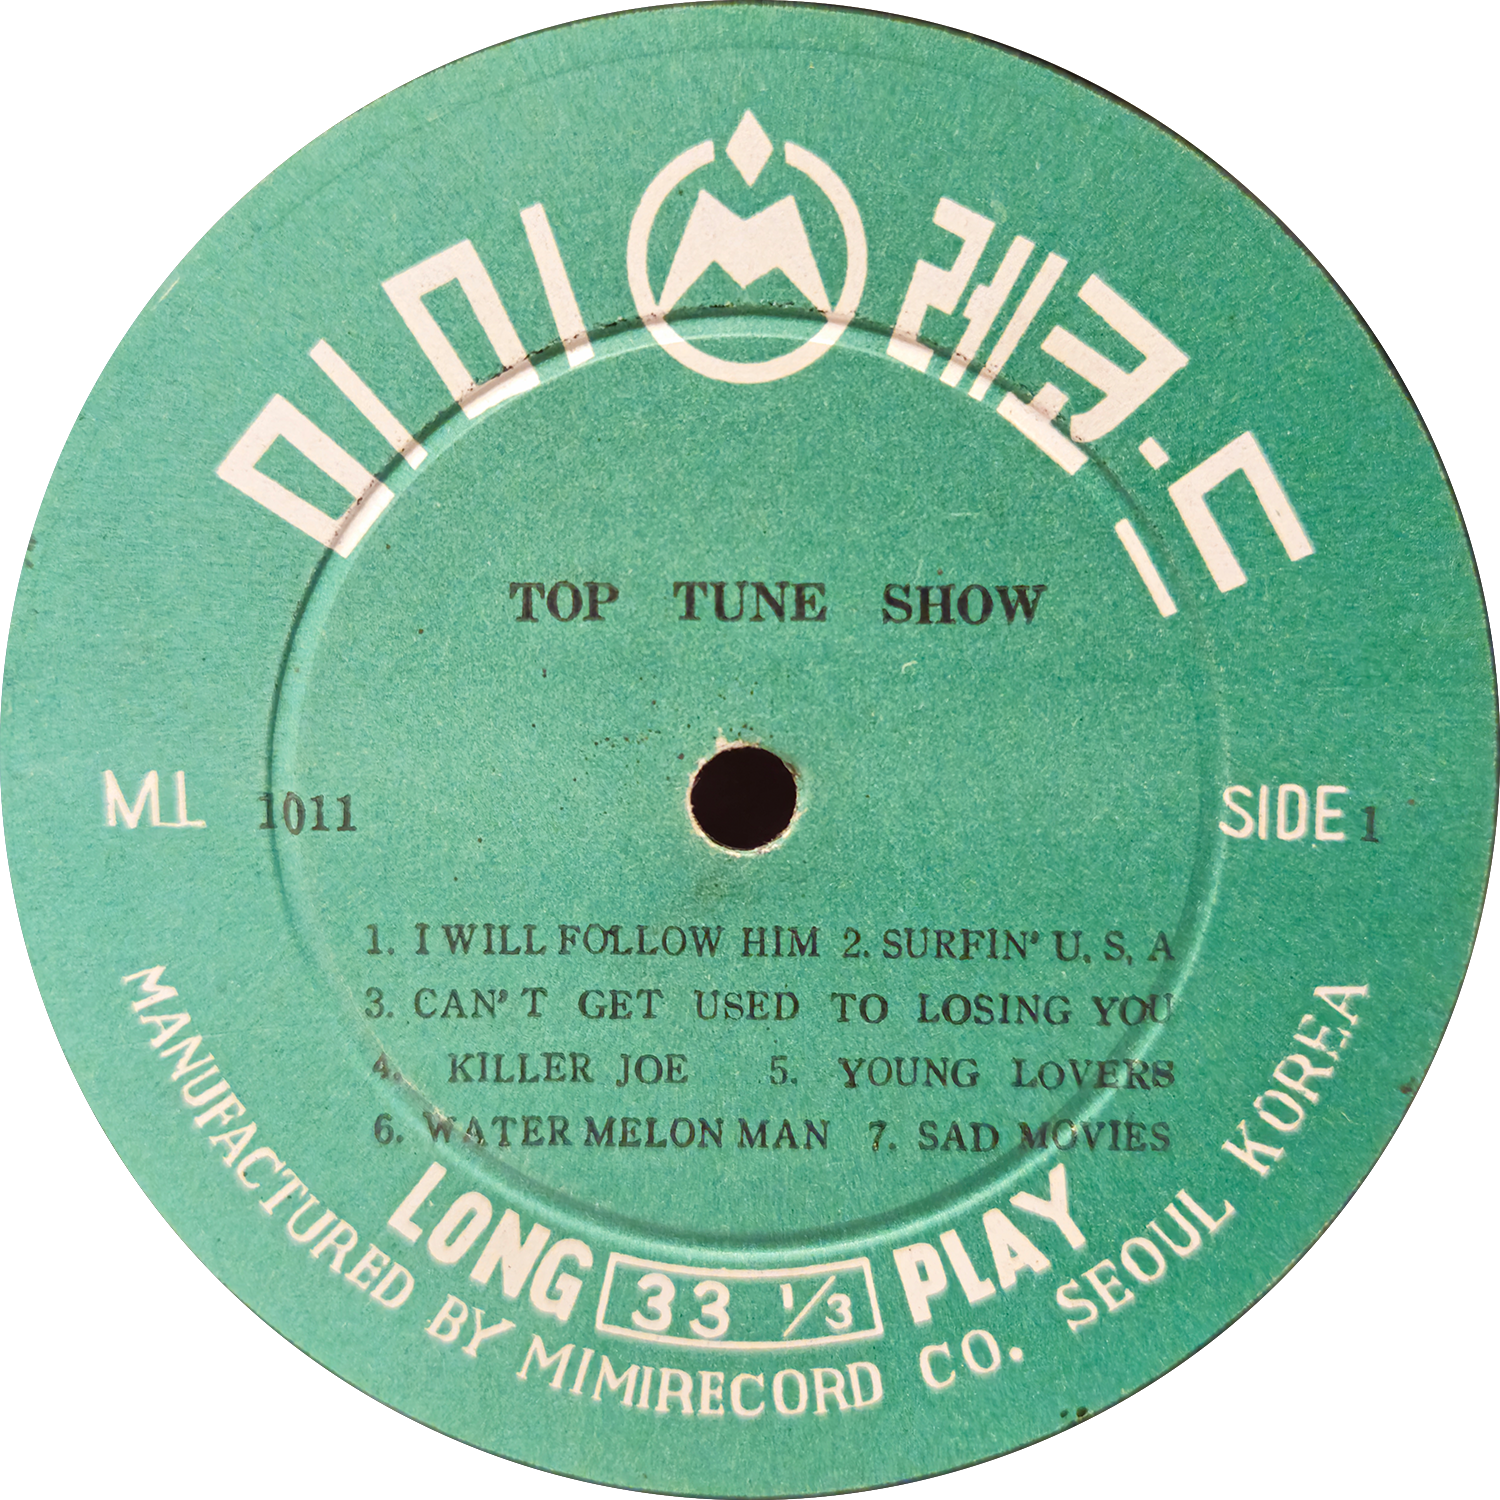 미미 M 레코·드
TOP TUNE SHOW
MLL 1011
SIDE 1
1. I WILL FOLLOW HIM 2. SURFIN' U. S. A
3. CAN'T GET USED TO LOSING YOU
4. KILLER JOE 5. YOUNG LOVERS
6. WATER MELON MAN 7. SAD MOVIES
LONG 33 1/3 PLAY
MANUFACTURED BY MIMIRECORD CO. SEOUL KOREA